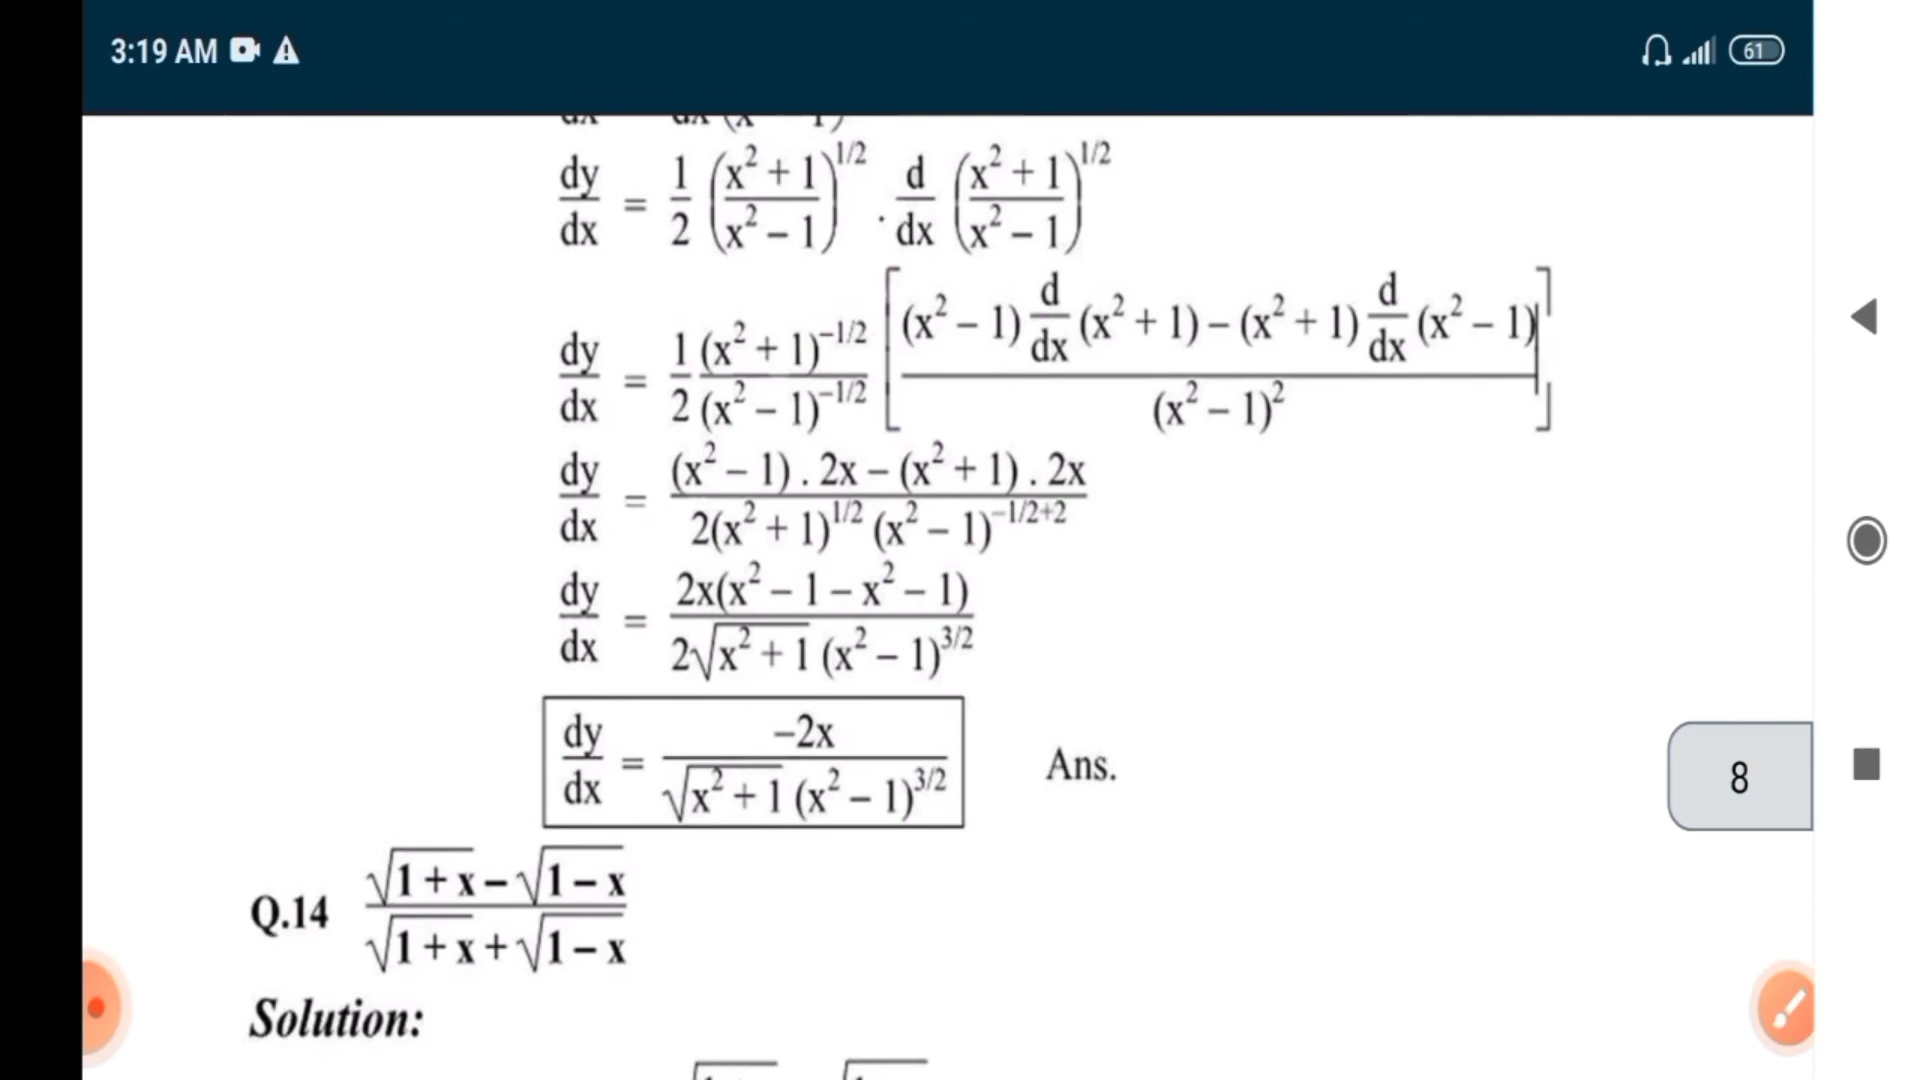 3:19 AM 61
dy/dx = 1/2 ((x² + 1)/(x² – 1))^1/2 . d/dx ((x² + 1)/(x² – 1))^1/2
dy/dx = 1/2 (x² + 1)^–1/2/(x² – 1)^–1/2 [((x² – 1) d/dx (x² + 1) – (x² + 1) d/dx (x² – 1))/(x² – 1)²]
dy/dx = ((x² – 1) . 2x – (x² + 1) . 2x)/(2(x² + 1)^1/2 (x² – 1)^–1/2+2)
dy/dx = 2x(x² – 1 – x² – 1)/(2√(x² + 1) (x² – 1)^3/2)
dy/dx = –2x/(√(x² + 1) (x² – 1)^3/2) Ans.
8
Q.14 (√(1 + x) – √(1 – x))/(√(1 + x) + √(1 – x))
Solution: